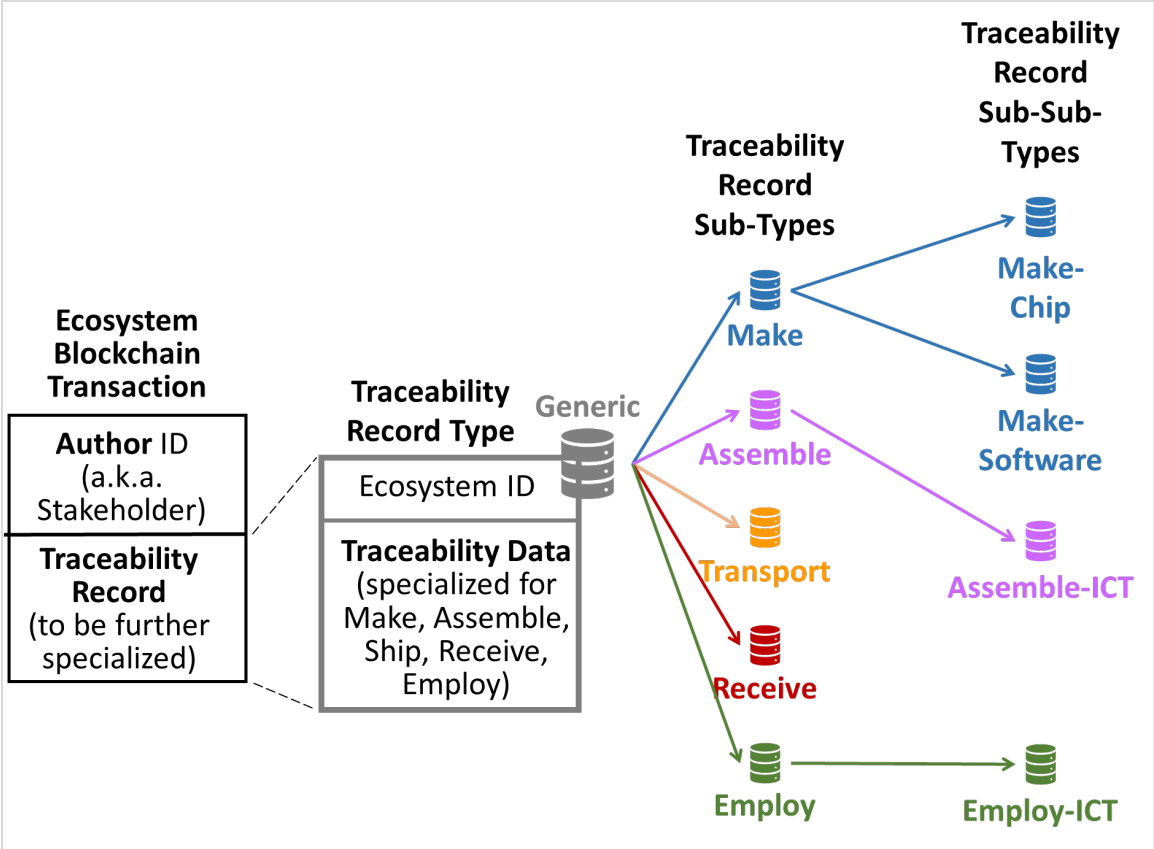 Ecosystem
Blockchain
Transaction
Author ID
(a.k.a.
Stakeholder)
Traceability
Record
(to be further
specialized)
Traceability
Record Type
Generic
Ecosystem ID
Traceability Data
(specialized for
Make, Assemble,
Ship, Receive,
Employ)
Traceability
Record
Sub-Types
Make
Assemble
Transport
Receive
Employ
Traceability
Record
Sub-Sub-
Types
Make-
Chip
Make-
Software
Assemble-ICT
Employ-ICT